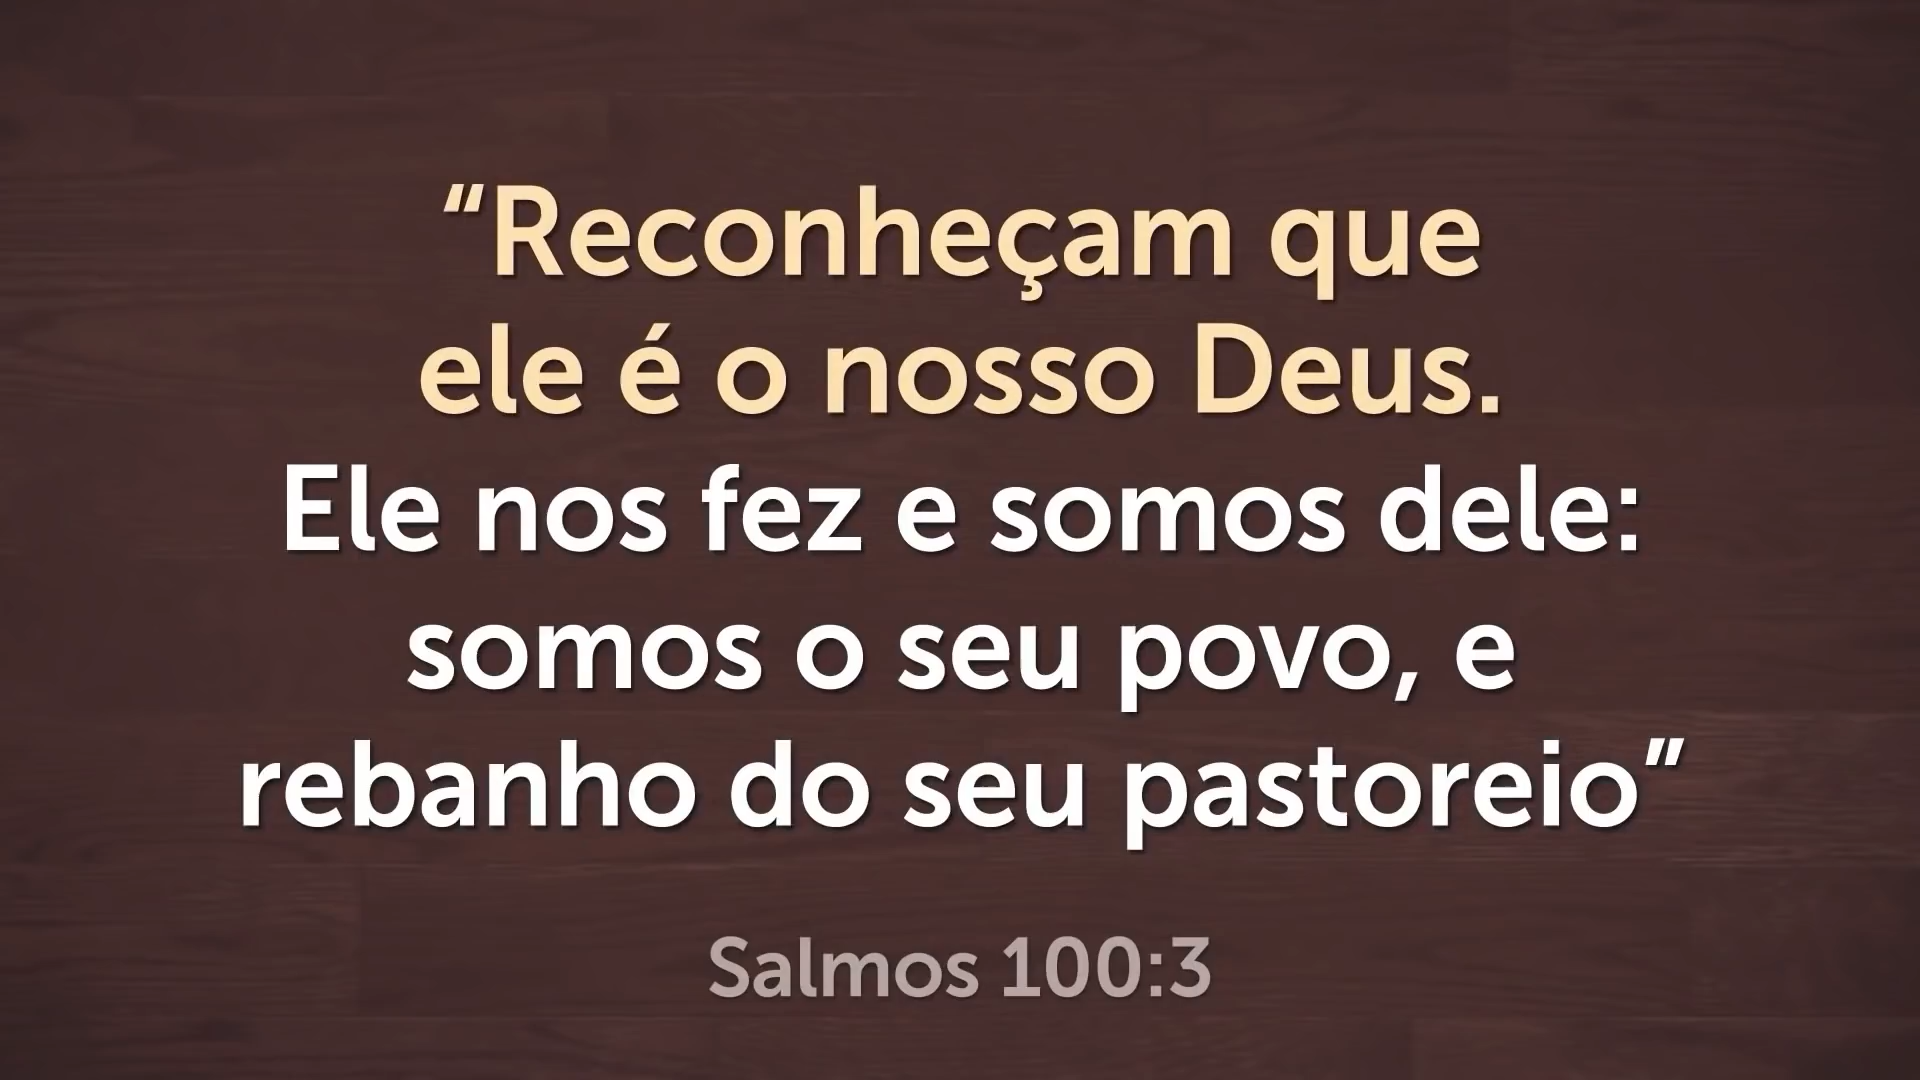 “Reconheçam que
ele é o nosso Deus.
Ele nos fez e somos dele:
somos o seu povo, e
rebanho do seu pastoreio”
Salmos 100:3